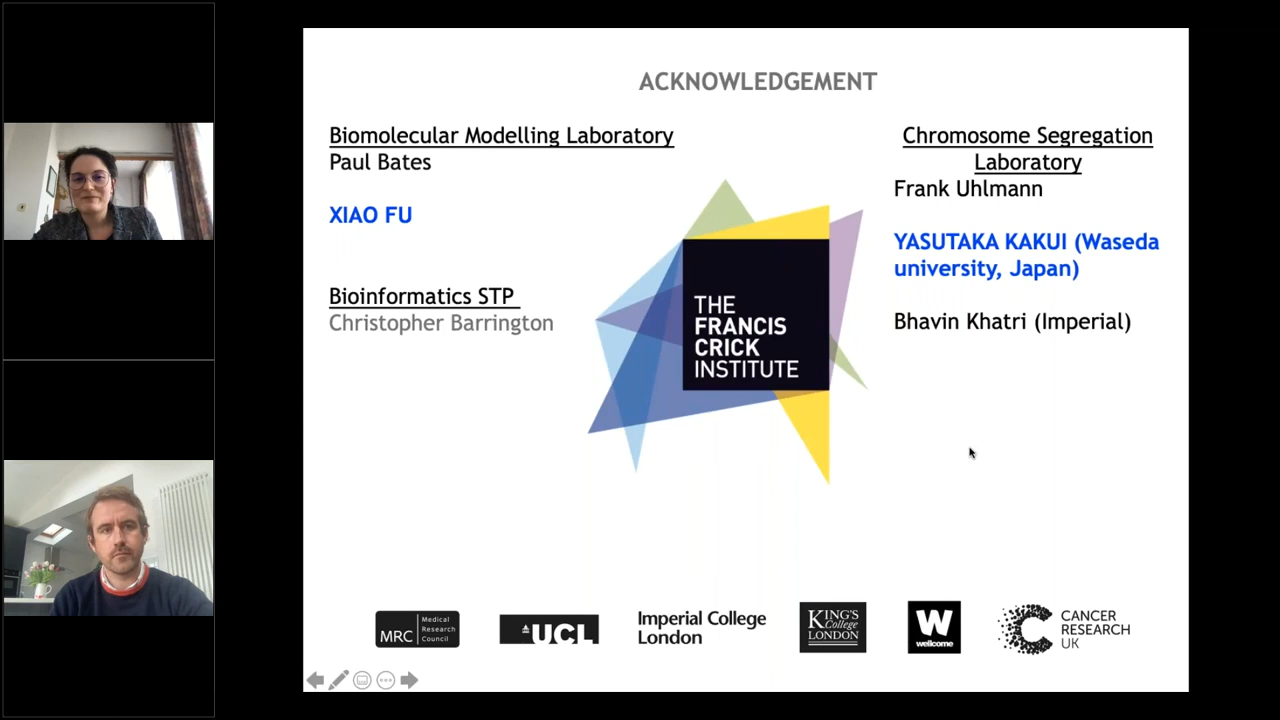 ACKNOWLEDGEMENT
Biomolecular Modelling Laboratory
Paul Bates
XIAO FU
Bioinformatics STP
Christopher Barrington
THE
FRANCIS
CRICK
INSTITUTE
Chromosome Segregation
Laboratory
Frank Uhlmann
YASUTAKA KAKUI (Waseda
university, Japan)
Bhavin Khatri (Imperial)
MRC
Medical
Research
Council
UCL
Imperial College
London
KING'S
College
LONDON
W
wellcome
CANCER
RESEARCH
UK